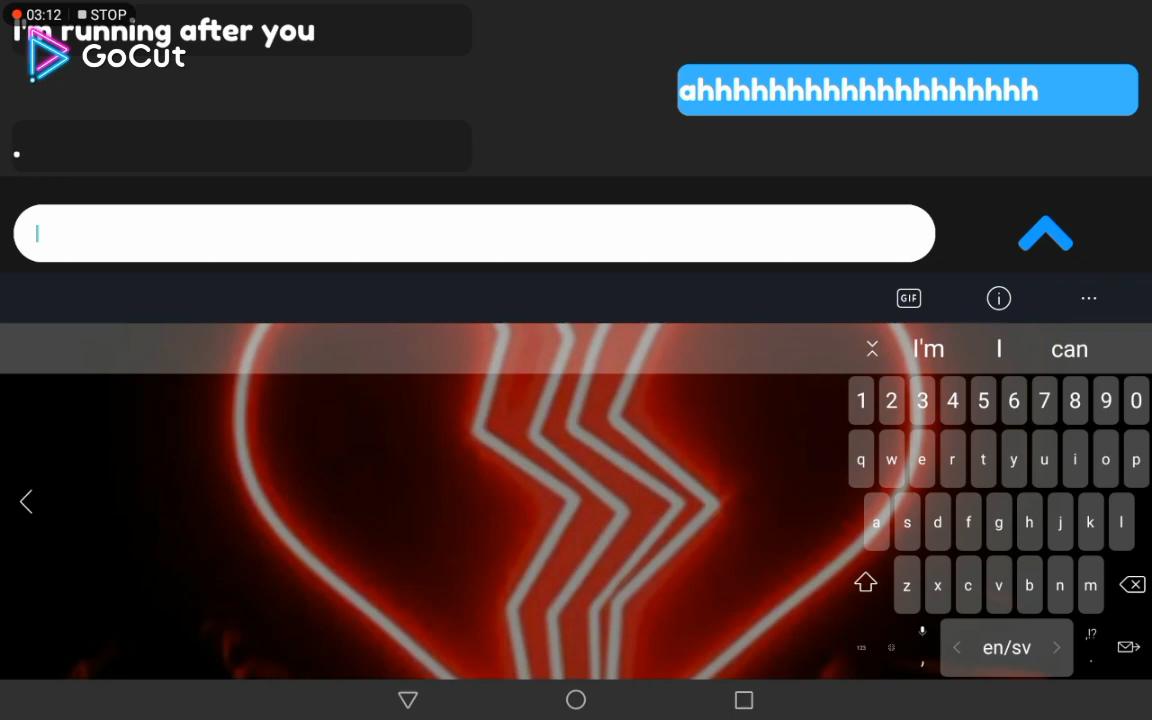 03:12 STOP
i'm running after you
GoCut
ahhhhhhhhhhhhhhhhhhh
.
GIF
I'm I can
1 2 3 4 5 6 7 8 9 0
q w e r t y u i o p
a s d f g h j k l
z x c v b n m
123 , en/sv ,!? .